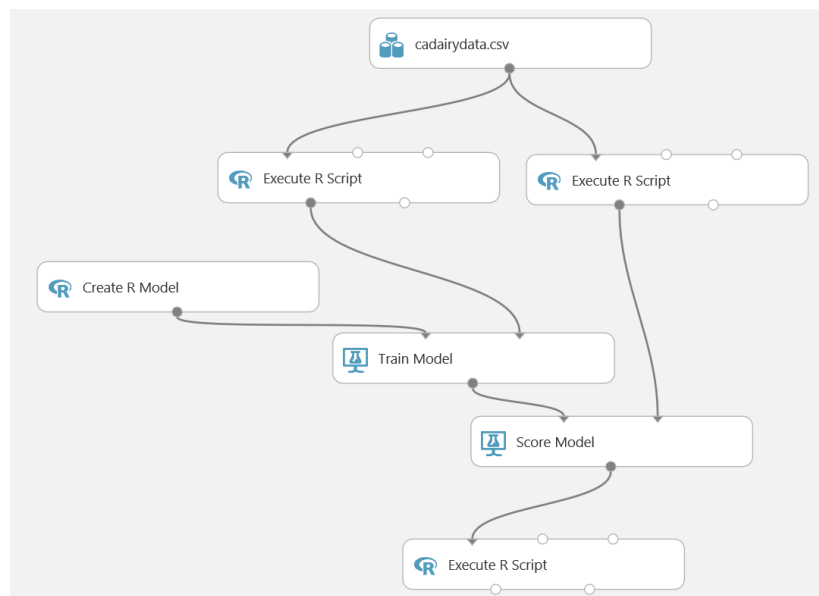 cadairydata.csv
Execute R Script
Execute R Script
Create R Model
Train Model
Score Model
Execute R Script